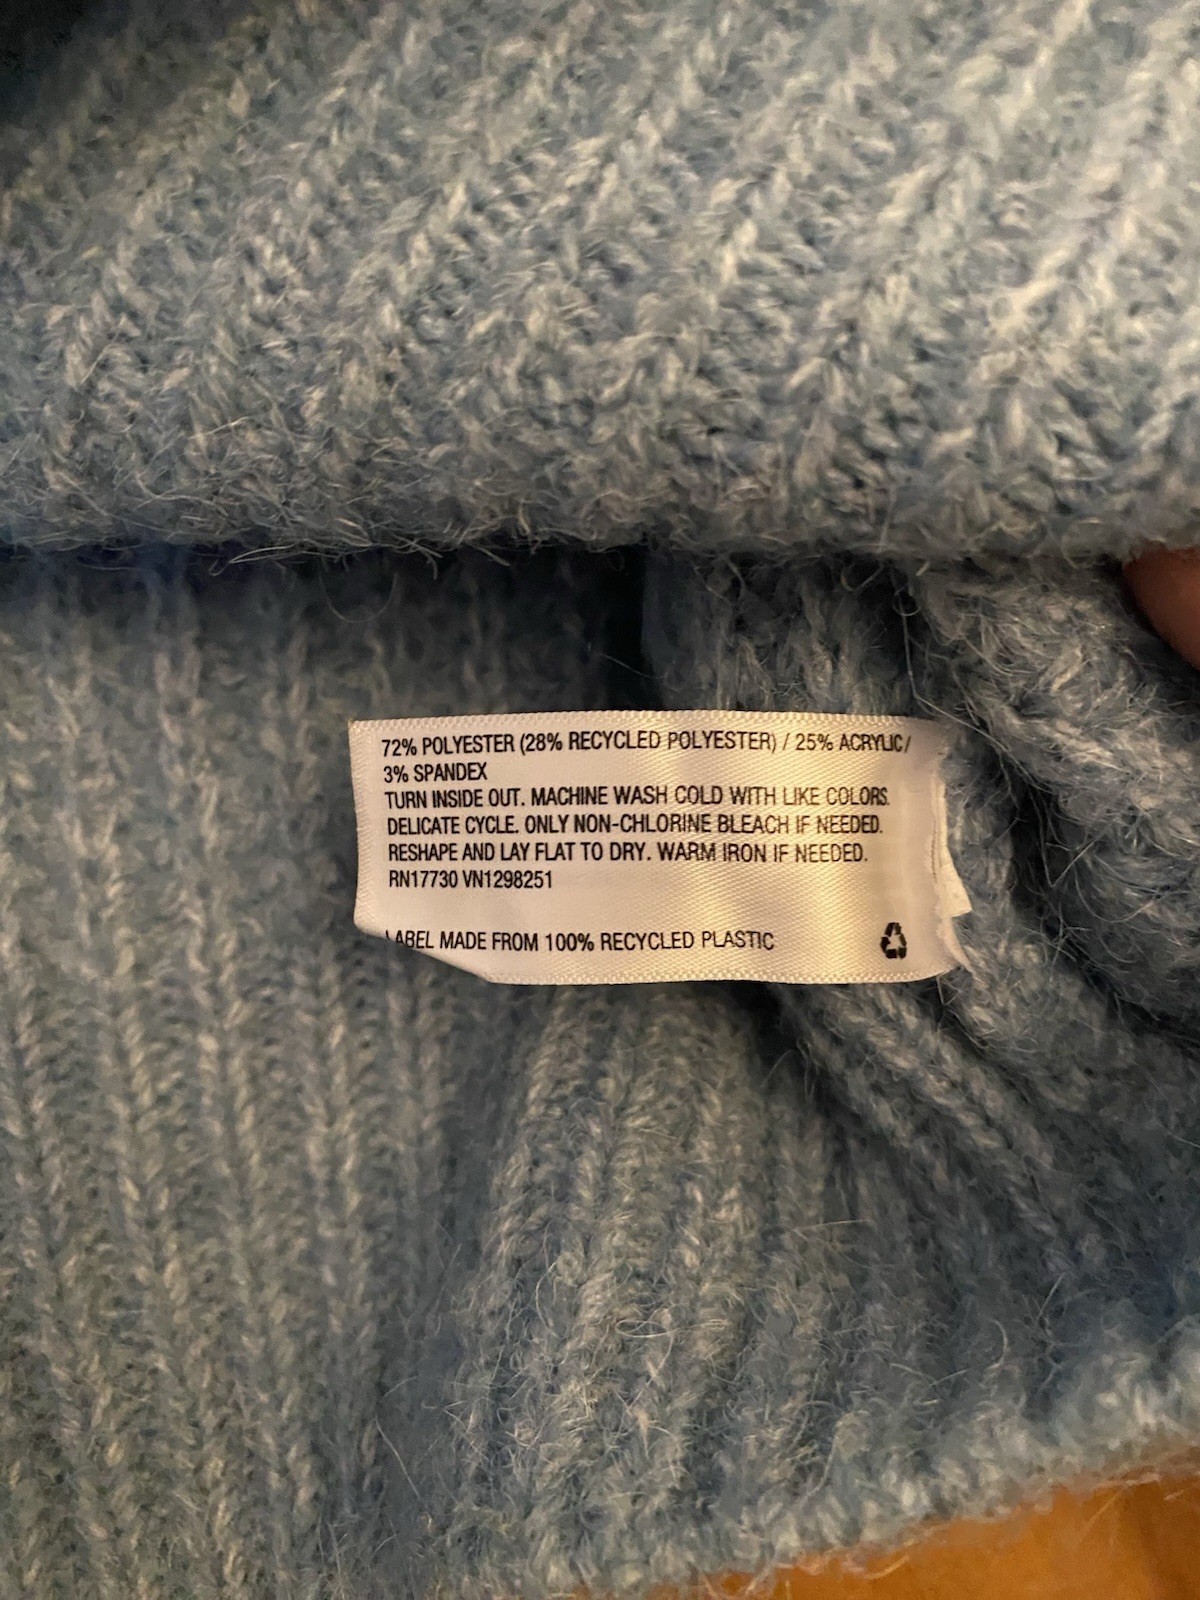 72% POLYESTER (28% RECYCLED POLYESTER) / 25% ACRYLIC /
3% SPANDEX
TURN INSIDE OUT. MACHINE WASH COLD WITH LIKE COLORS.
DELICATE CYCLE. ONLY NON-CHLORINE BLEACH IF NEEDED.
RESHAPE AND LAY FLAT TO DRY. WARM IRON IF NEEDED.
RN17730 VN1298251
LABEL MADE FROM 100% RECYCLED PLASTIC